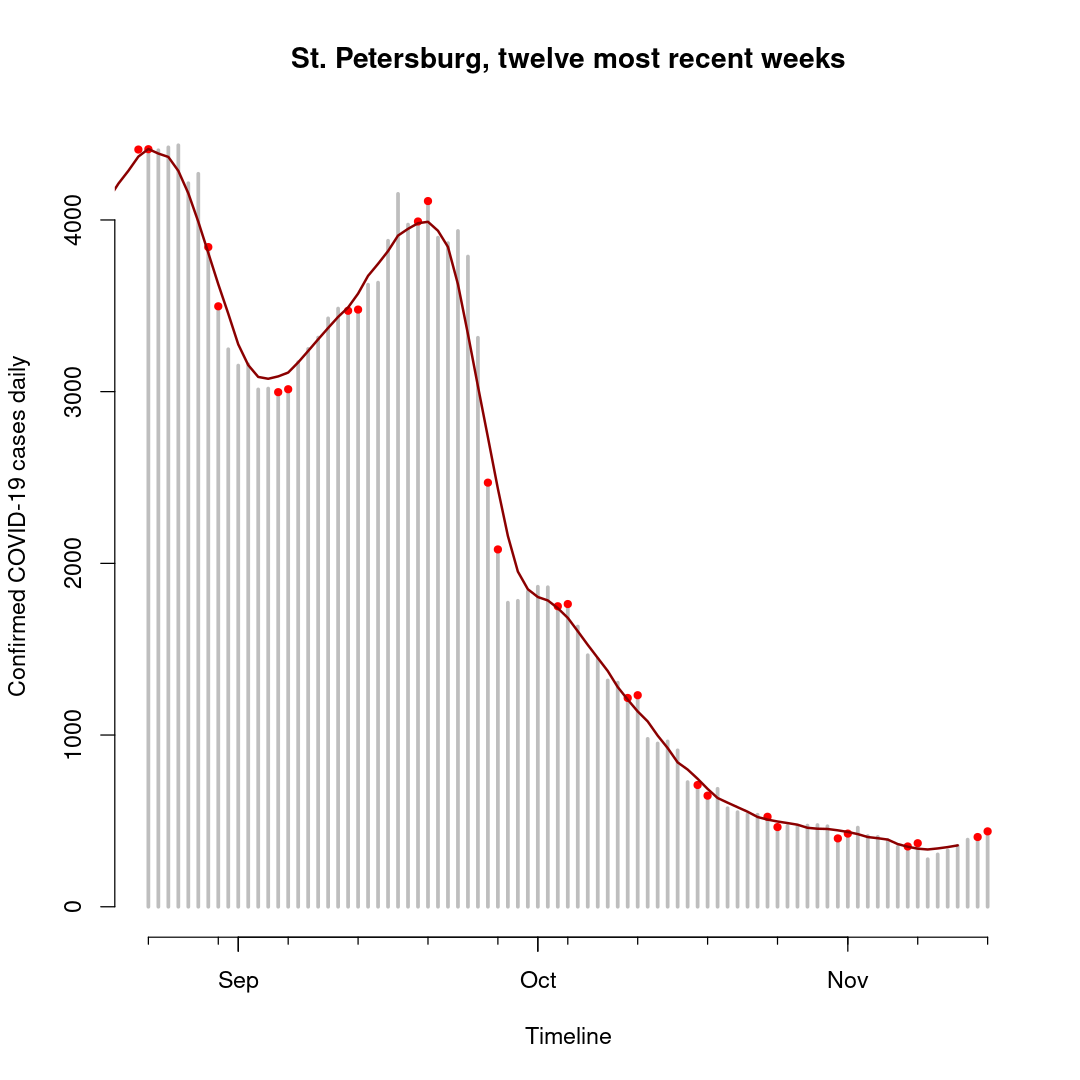 St. Petersburg, twelve most recent weeks
Confirmed COVID-19 cases daily
4000
3000
2000
1000
0
Sep
Oct
Nov
Timeline